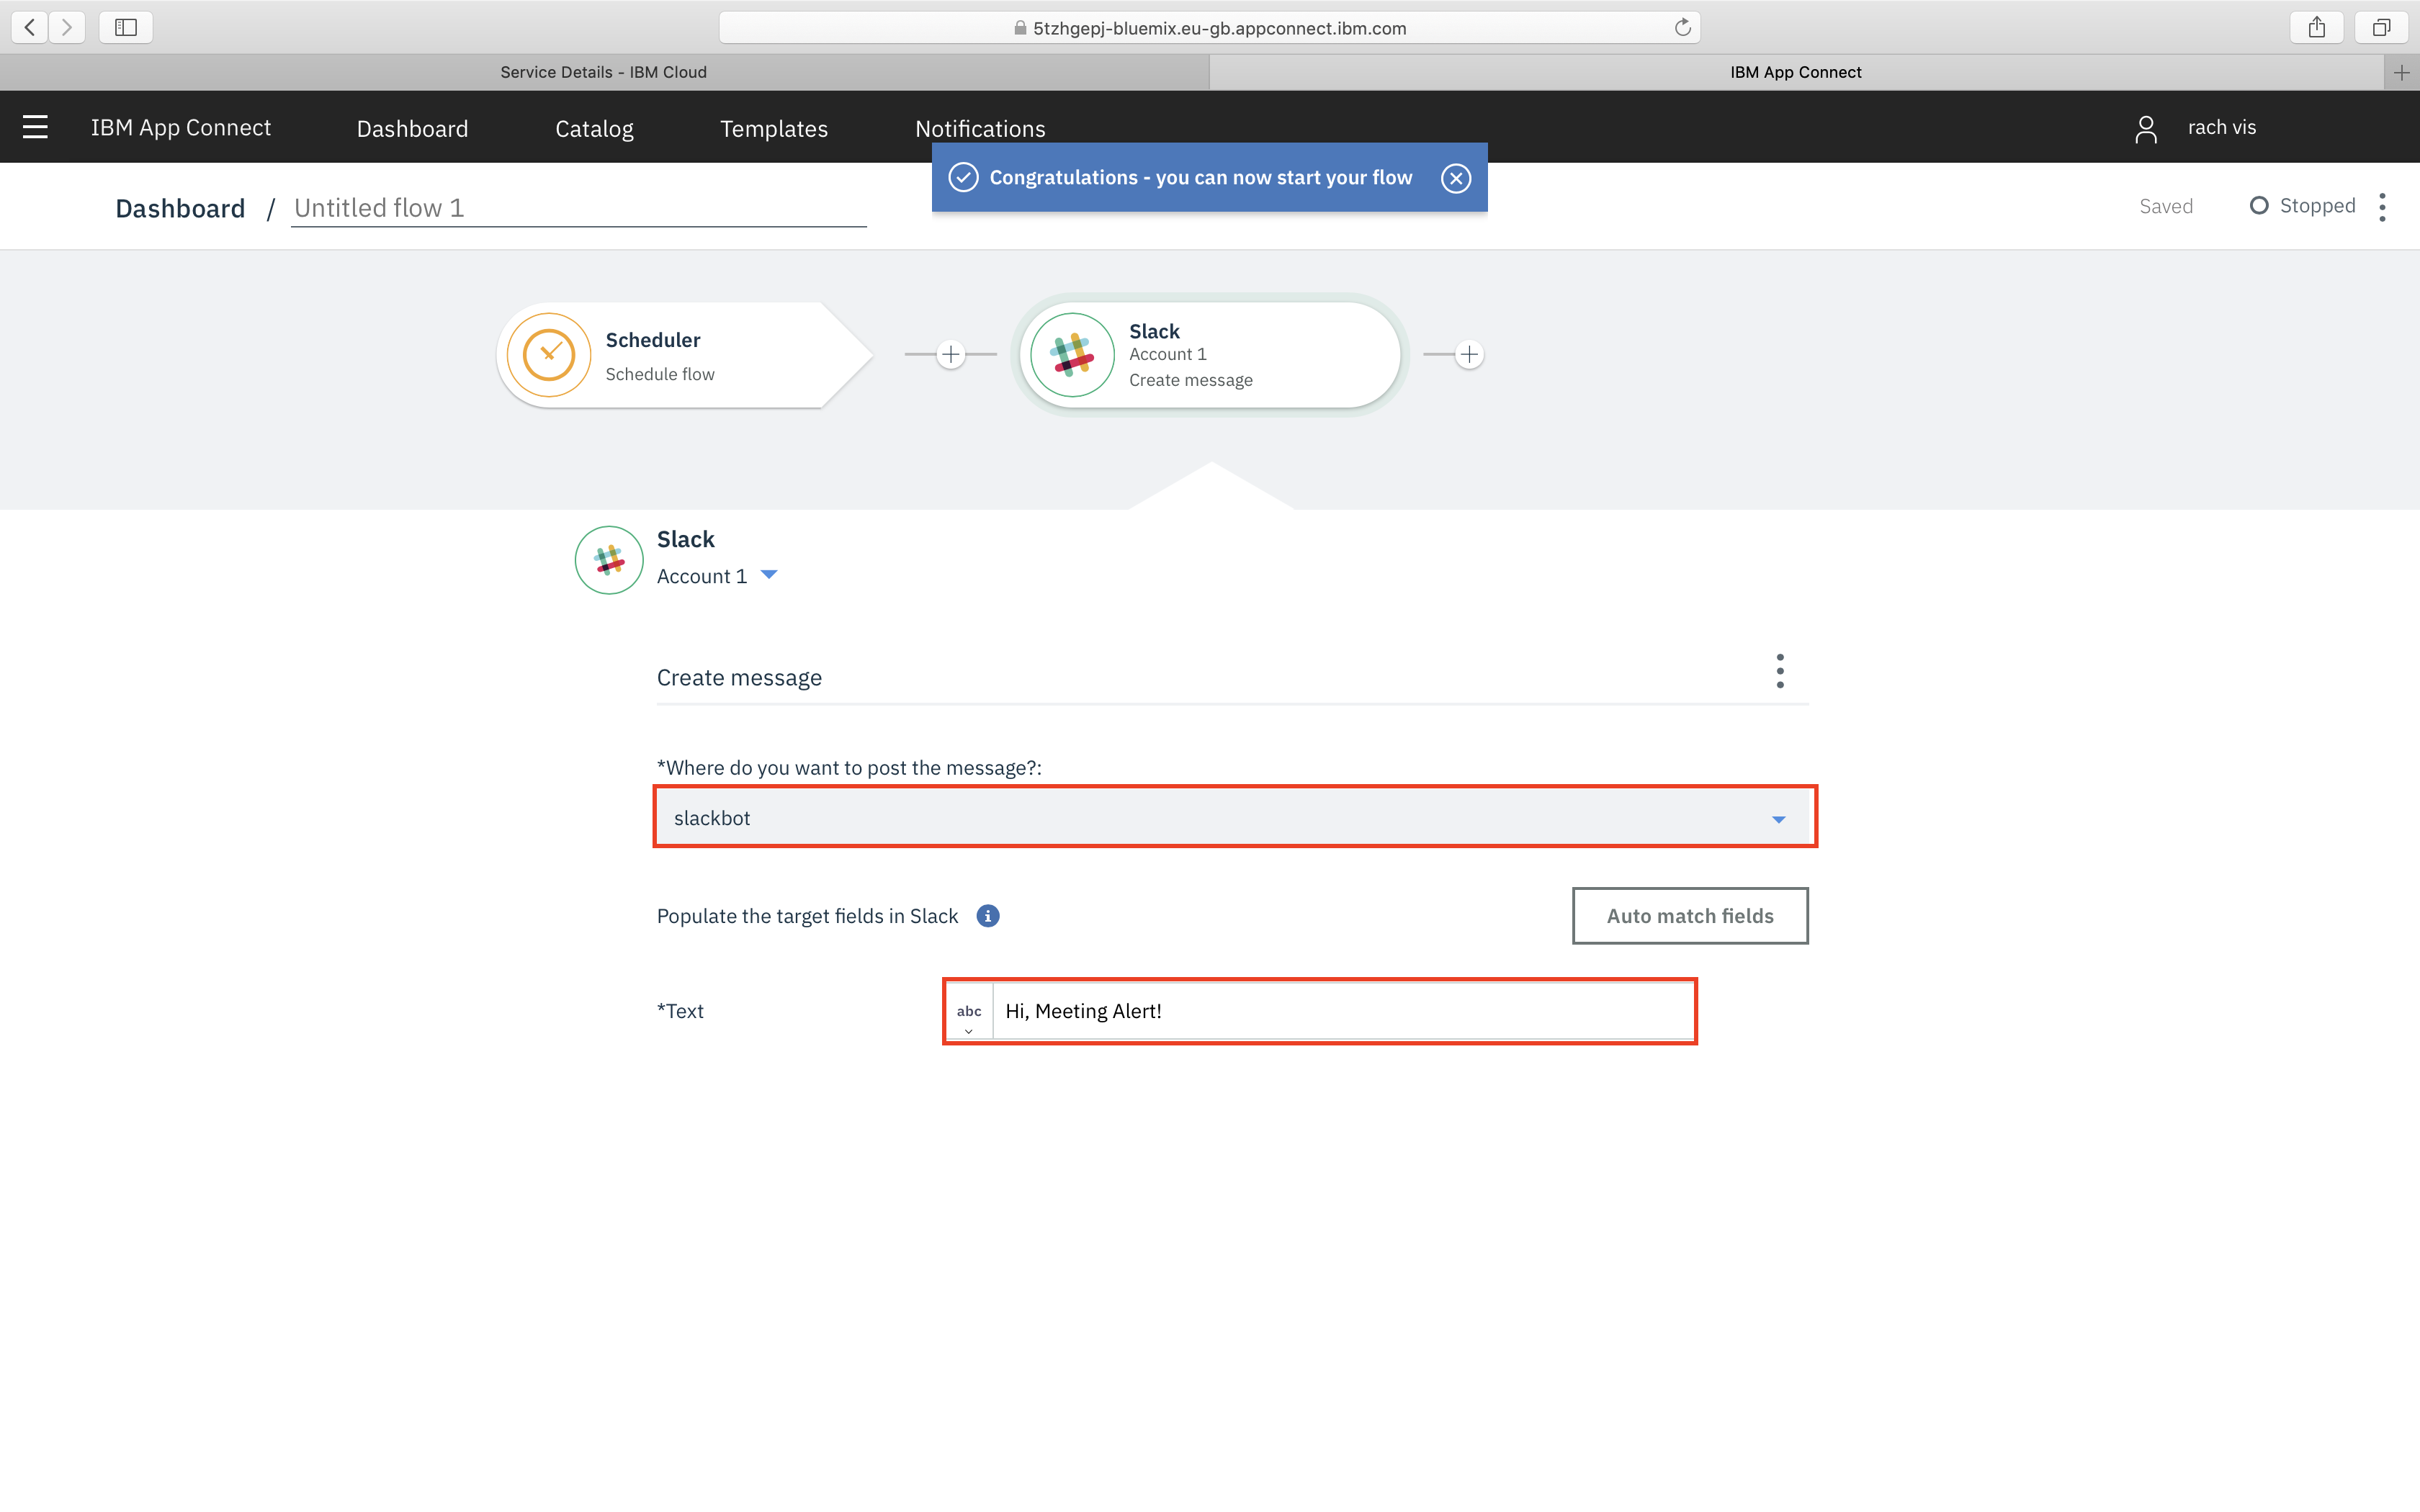 5tzhgepj-bluemix.eu-gb.appconnect.ibm.com
Service Details - IBM Cloud
IBM App Connect
IBM App Connect
Dashboard
Catalog
Templates
Notifications
rach vis
Congratulations - you can now start your flow
Dashboard / Untitled flow 1
Saved
Stopped
Scheduler
Schedule flow
Slack
Account 1
Create message
Slack
Account 1
Create message
*Where do you want to post the message?:
slackbot
Populate the target fields in Slack
Auto match fields
*Text
abc
Hi, Meeting Alert!